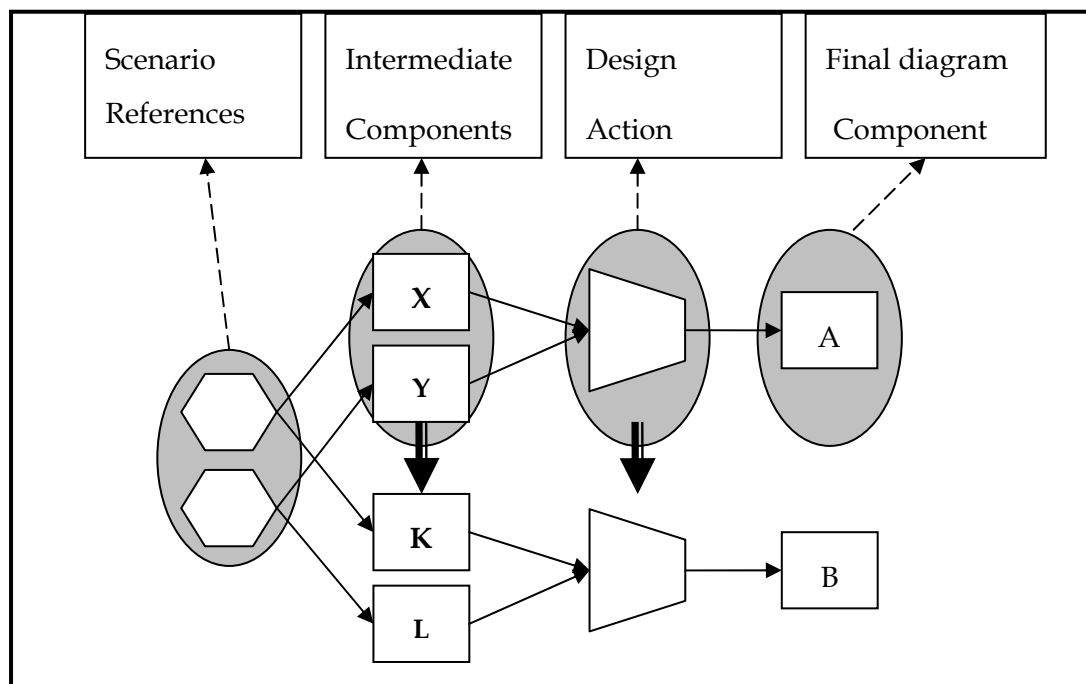 Scenario
References
Intermediate
Components
Design
Action
Final diagram
Component
X
Y
A
K
L
B